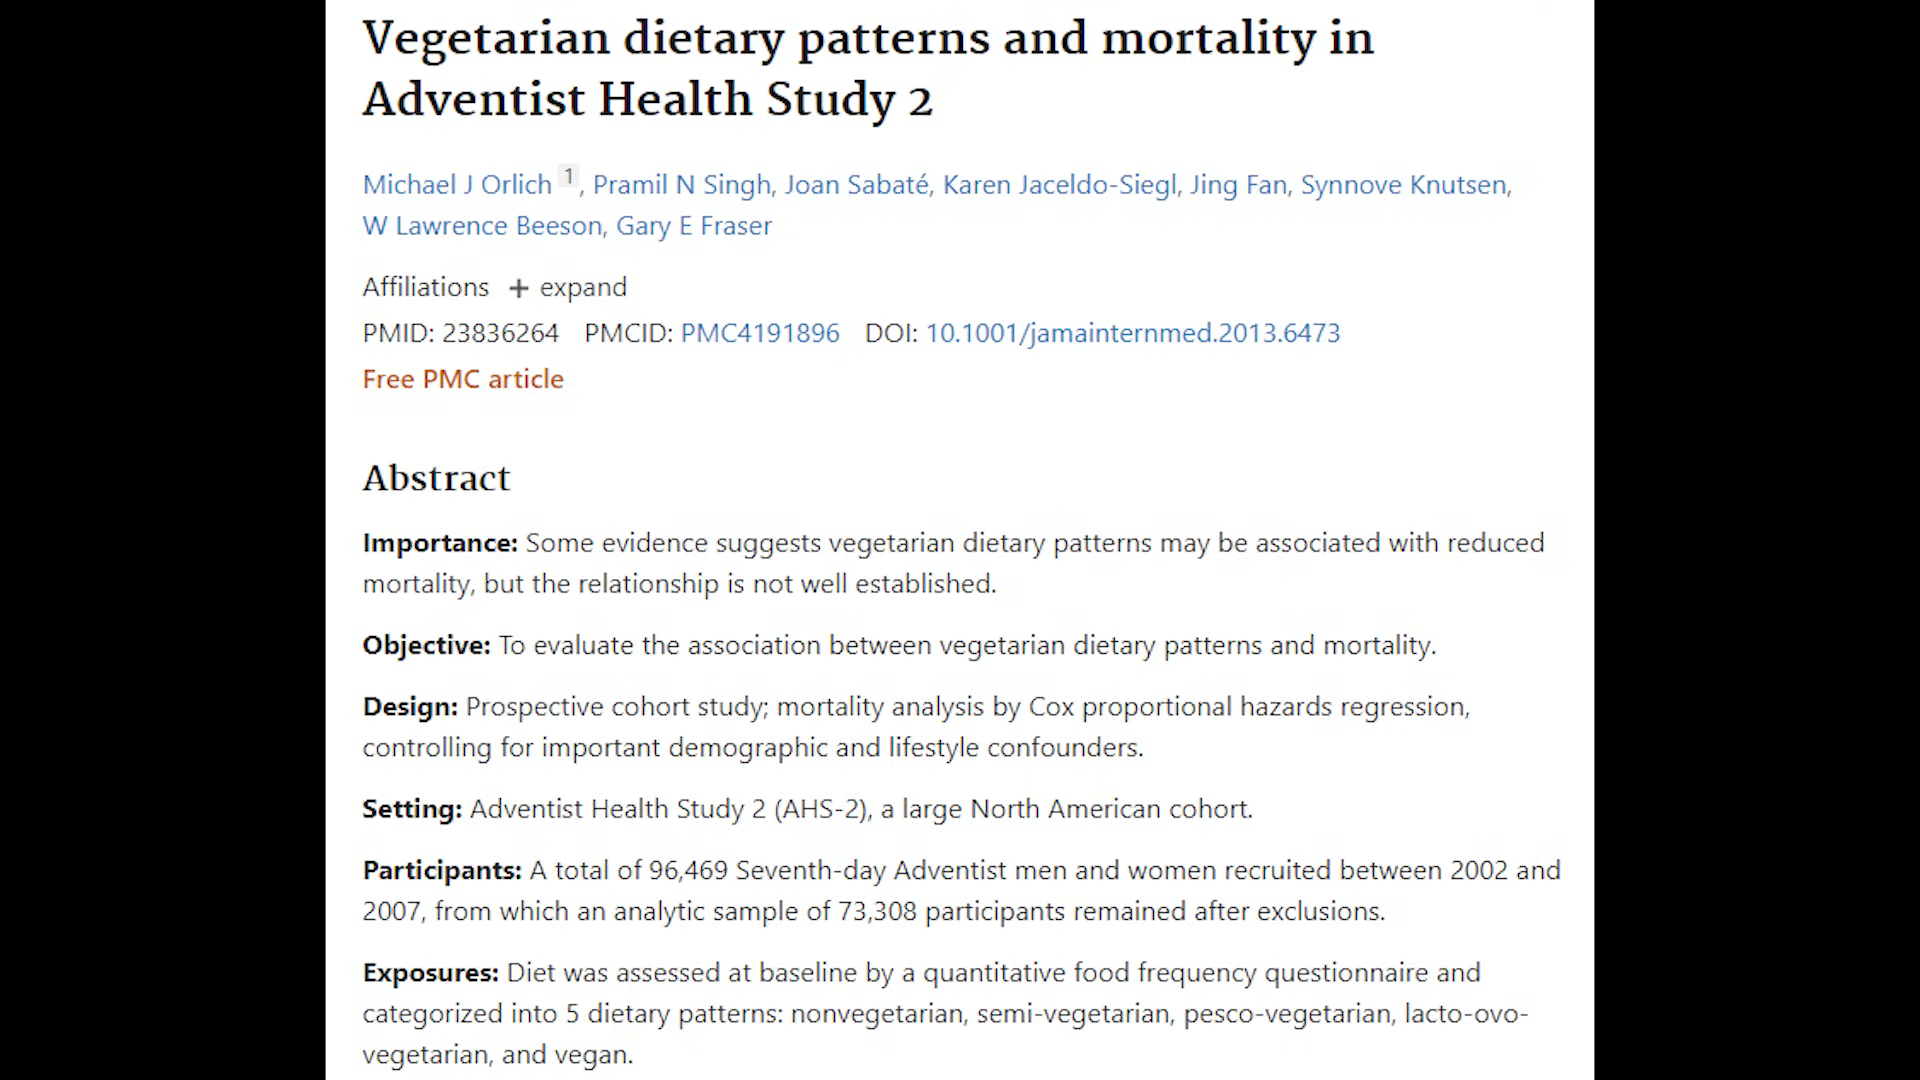 Vegetarian dietary patterns and mortality in
Adventist Health Study 2
Michael J Orlich 1, Pramil N Singh, Joan Sabaté, Karen Jaceldo-Siegl, Jing Fan, Synnove Knutsen,
W Lawrence Beeson, Gary E Fraser
Affiliations + expand
PMID: 23836264 PMCID: PMC4191896 DOI: 10.1001/jamainternmed.2013.6473
Free PMC article
Abstract
Importance: Some evidence suggests vegetarian dietary patterns may be associated with reduced
mortality, but the relationship is not well established.
Objective: To evaluate the association between vegetarian dietary patterns and mortality.
Design: Prospective cohort study; mortality analysis by Cox proportional hazards regression,
controlling for important demographic and lifestyle confounders.
Setting: Adventist Health Study 2 (AHS-2), a large North American cohort.
Participants: A total of 96,469 Seventh-day Adventist men and women recruited between 2002 and
2007, from which an analytic sample of 73,308 participants remained after exclusions.
Exposures: Diet was assessed at baseline by a quantitative food frequency questionnaire and
categorized into 5 dietary patterns: nonvegetarian, semi-vegetarian, pesco-vegetarian, lacto-ovo-
vegetarian, and vegan.